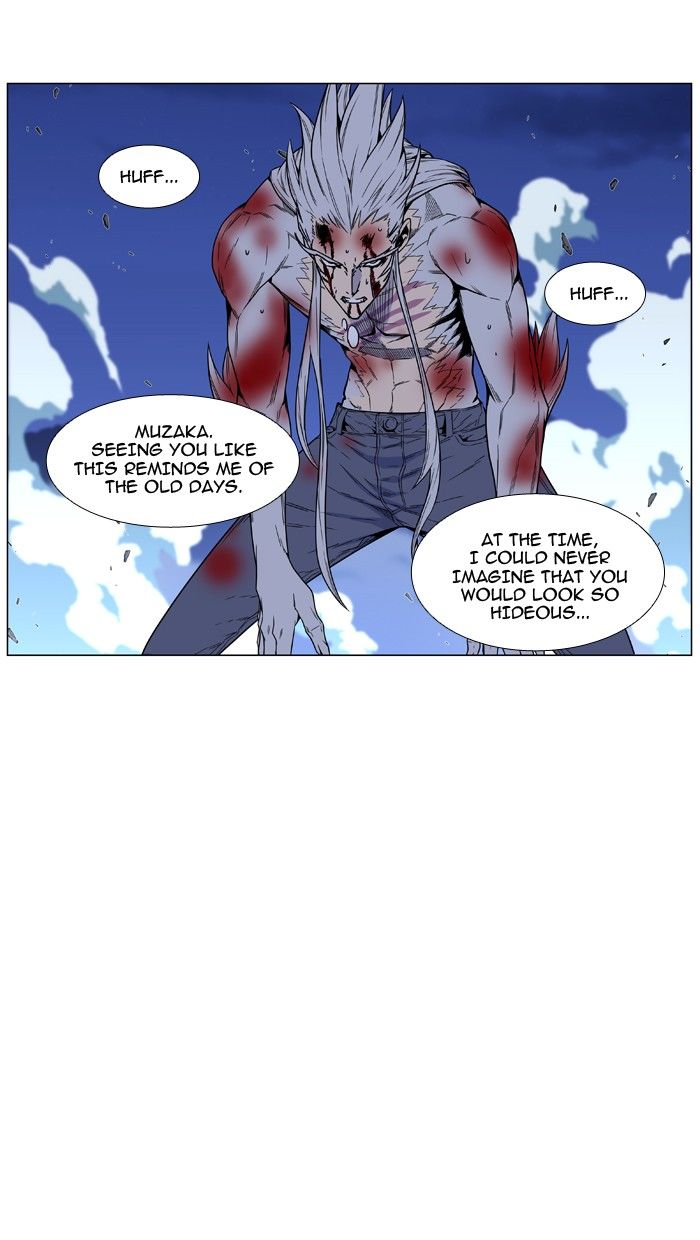 HUFF...
HUFF...
MUZAKA.
SEEING YOU LIKE
THIS REMINDS ME OF
THE OLD DAYS.
AT THE TIME,
I COULD NEVER
IMAGINE THAT YOU
WOULD LOOK SO
HIDEOUS...